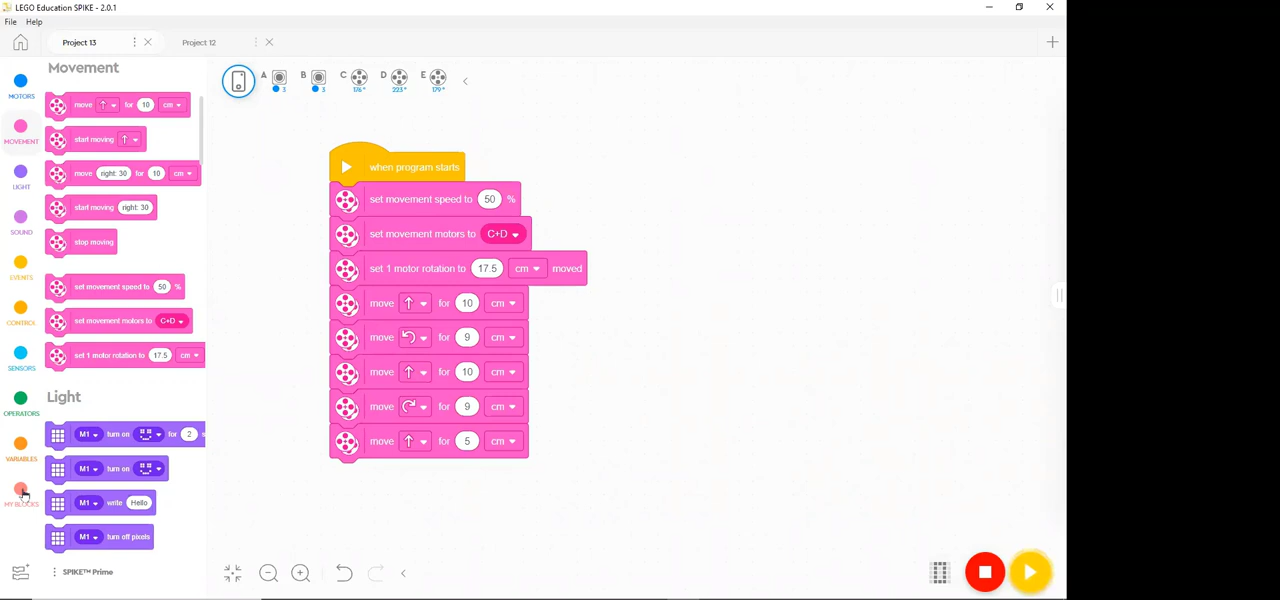 LEGO Education SPIKE - 2.0.1
File Help
Project 13 Project 12
A B C D E
3 3 176° 223° 179°
MOTORS
MOVEMENT
LIGHT
SOUND
EVENTS
CONTROL
SENSORS
OPERATORS
VARIABLES
MY BLOCKS
Movement
move for 10 cm
start moving
move right: 30 for 10 cm
start moving right: 30
stop moving
set movement speed to 50 %
set movement motors to C+D
set 1 motor rotation to 17.5 cm
Light
M1 turn on for 2 s
M1 turn on
M1 write Hello
M1 turn off pixels
SPIKE™ Prime
when program starts
set movement speed to 50 %
set movement motors to C+D
set 1 motor rotation to 17.5 cm moved
move for 10 cm
move for 9 cm
move for 10 cm
move for 9 cm
move for 5 cm